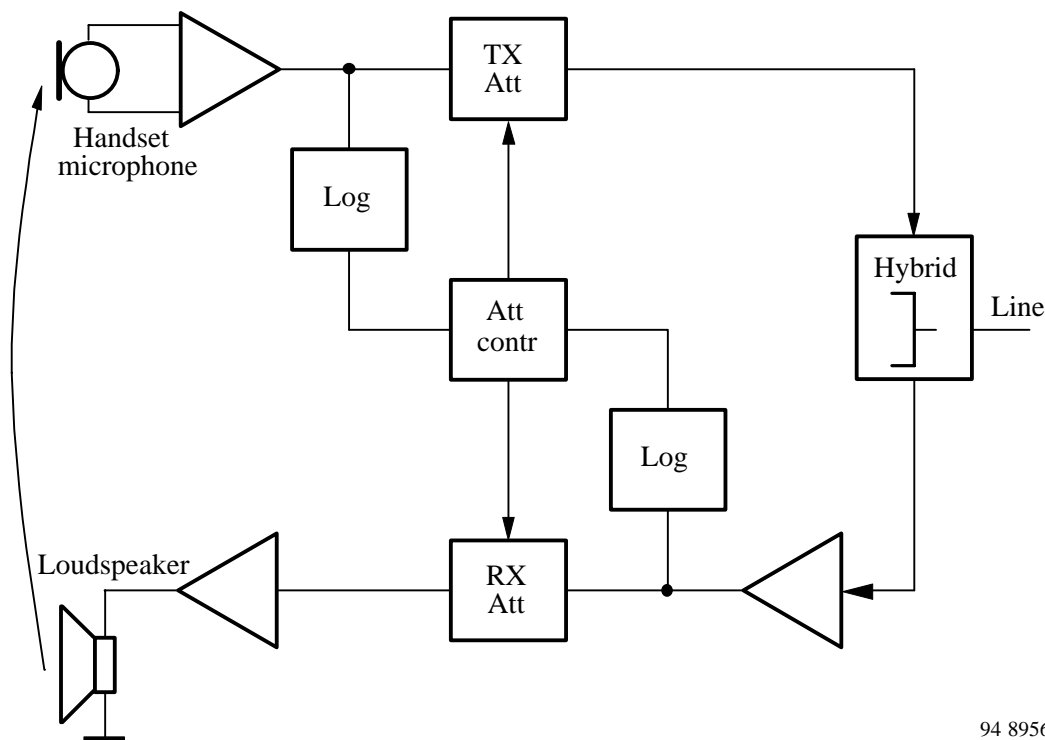 TX
Att
Handset
microphone
Log
Hybrid
Att
contr
Line
Log
Loudspeaker
RX
Att
94 8956